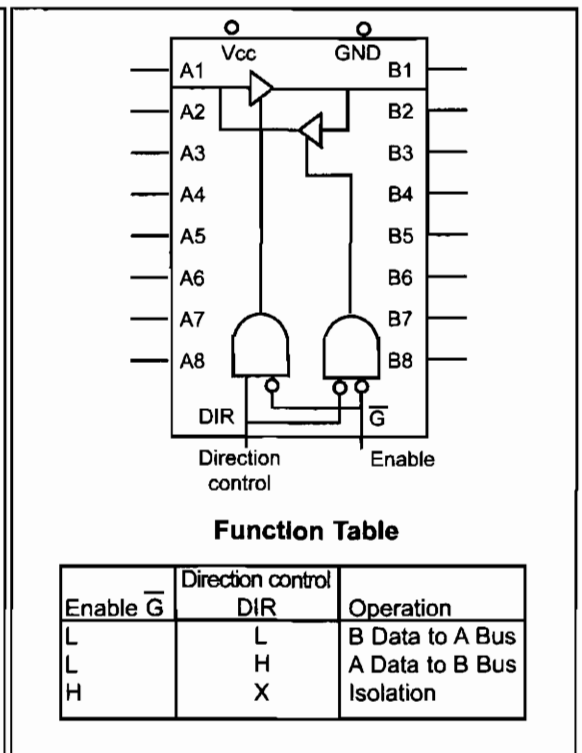 Vcc GND
A1 B1
A2 B2
A3 B3
A4 B4
A5 B5
A6 B6
A7 B7
A8 B8
DIR G̅
Direction control Enable
Function Table
Enable G̅ Direction control DIR Operation
L L B Data to A Bus
L H A Data to B Bus
H X Isolation